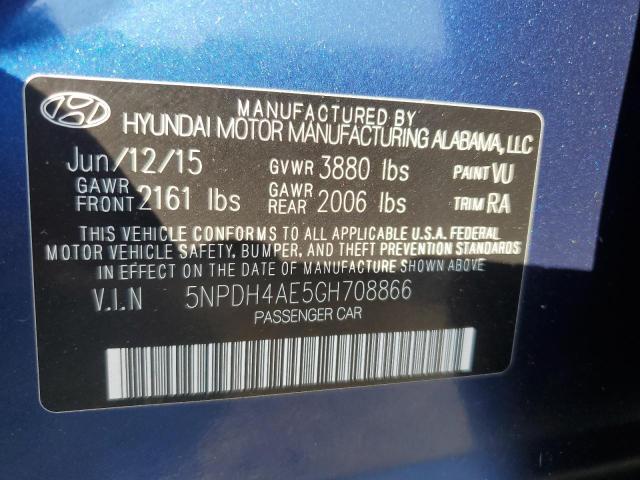 MANUFACTURED BY
HYUNDAI MOTOR MANUFACTURING ALABAMA, LLC
Jun/12/15 GVWR 3880 lbs PAINT VU
GAWR FRONT 2161 lbs GAWR REAR 2006 lbs TRIM RA
THIS VEHICLE CONFORMS TO ALL APPLICABLE U.S.A. FEDERAL
MOTOR VEHICLE SAFETY, BUMPER, AND THEFT PREVENTION STANDARDS
IN EFFECT ON THE DATE OF MANUFACTURE SHOWN ABOVE.
V.I.N 5NPDH4AE5GH708866
PASSENGER CAR